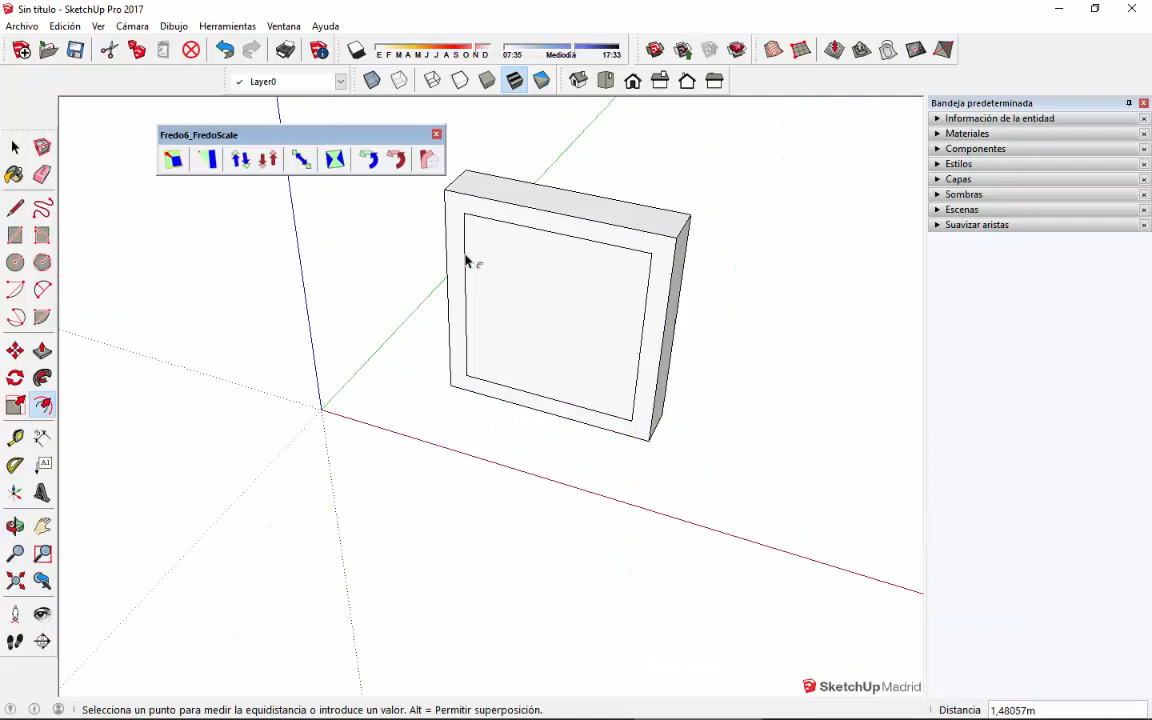 Sin título - SketchUp Pro 2017
Archivo Edición Ver Cámara Dibujo Herramientas Ventana Ayuda
E F M A M J J A S O N D 07:35 Mediodía 17:33
Layer0
Bandeja predeterminada
Fredo6_FredoScale
Información de la entidad
Materiales
Componentes
Estilos
Capas
Sombras
Escenas
Suavizar aristas
A1
SketchUp Madrid
Selecciona un punto para medir la equidistancia o introduce un valor. Alt = Permitir superposición.
Distancia 1,48057m